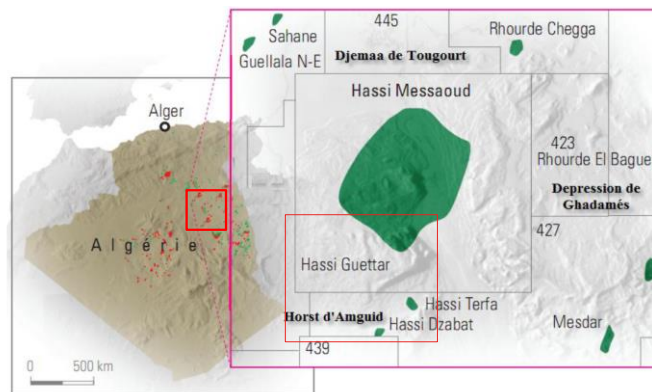 445
Sahane
Rhourde Chegga
Guellala N-E
Djemaa de Tougourt
Hassi Messaoud
Alger
423
Rhourde El Bague
Depression de
Ghadamés
427
Algérie
Hassi Guettar
Hassi Terfa
Horst d'Amguid
Hassi Dzabat
Mesdar
439
0 500 km